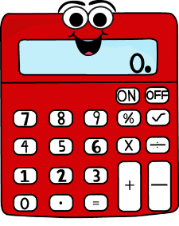 0.
ON OFF
7 8 9 % √
4 5 6 X ÷
1 2 3 + —
0 . =